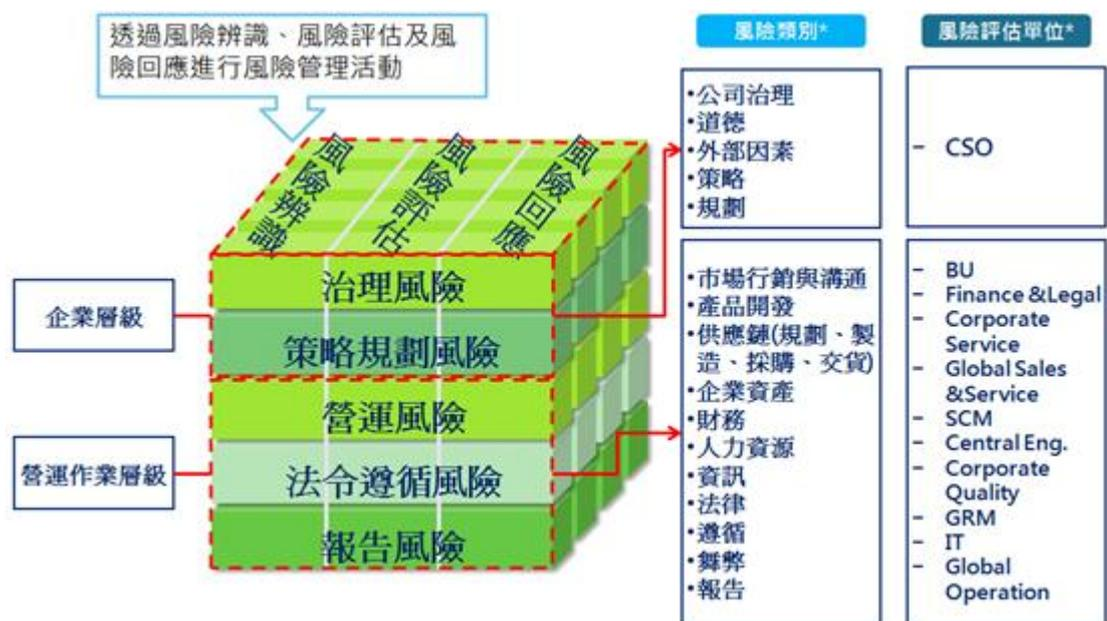 透過風險辨識、風險評估及風
險回應進行風險管理活動
風險類別*
風險評估單位*
•公司治理
•道德
•外部因素
•策略
•規劃
– CSO
風險辨識
風險評估
風險回應
企業層級
治理風險
策略規劃風險
營運作業層級
營運風險
法令遵循風險
報告風險
•市場行銷與溝通
•產品開發
•供應鏈(規劃、製
造、採購、交貨)
•企業資產
•財務
•人力資源
•資訊
•法律
•遵循
•舞弊
•報告
– BU
– Finance &Legal
– Corporate
Service
– Global Sales
&Service
– SCM
– Central Eng.
– Corporate
Quality
– GRM
– IT
– Global
Operation